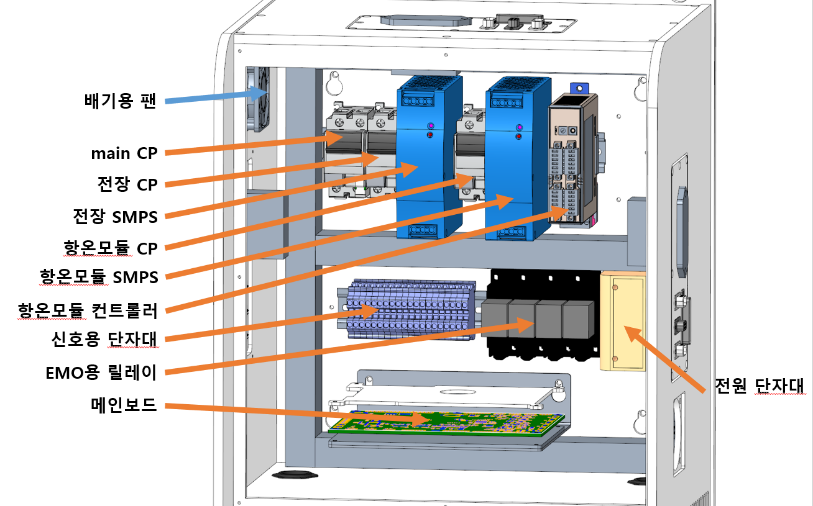 배기용 팬
main CP
전장 CP
전장 SMPS
항온모듈 CP
항온모듈 SMPS
항온모듈 컨트롤러
신호용 단자대
EMO용 릴레이
메인보드
전원 단자대